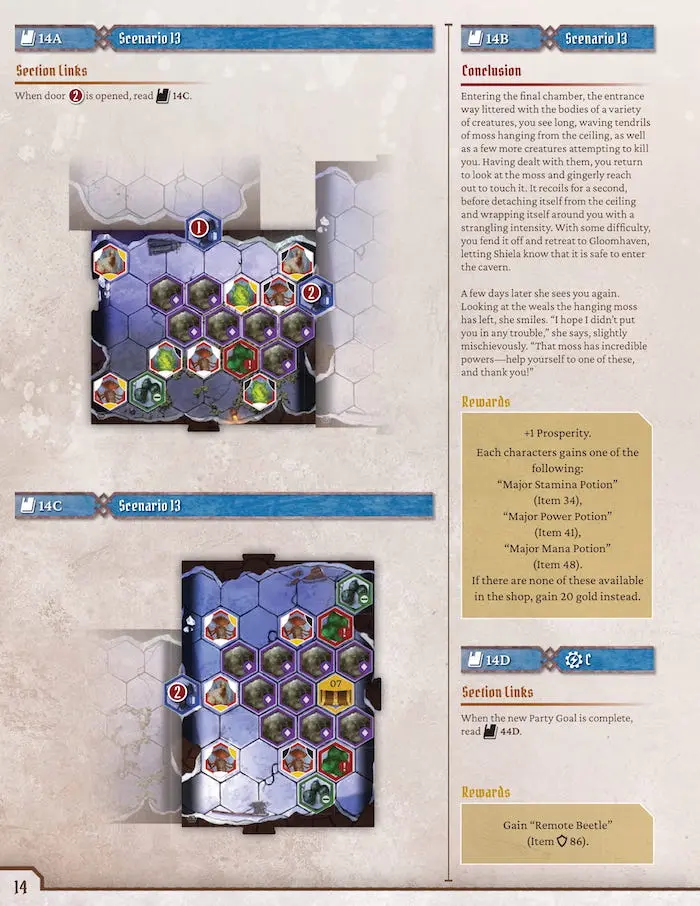 14A
Scenario 13
Section Links
When door 2 is opened, read 14C.
1
2
!
14C
Scenario 13
!
07
2
!
14B
Scenario 13
Conclusion
Entering the final chamber, the entrance
way littered with the bodies of a variety
of creatures, you see long, waving tendrils
of moss hanging from the ceiling, as well
as a few more creatures attempting to kill
you. Having dealt with them, you return
to look at the moss and gingerly reach
out to touch it. It recoils for a second,
before detaching itself from the ceiling
and wrapping itself around you with a
strangling intensity. With some difficulty,
you fend it off and retreat to Gloomhaven,
letting Shiela know that it is safe to enter
the cavern.
A few days later she sees you again.
Looking at the weals the hanging moss
has left, she smiles. “I hope I didn’t put
you in any trouble,” she says, slightly
mischievously. “That moss has incredible
powers—help yourself to one of these,
and thank you!”
Rewards
+1 Prosperity.
Each characters gains one of the
following:
“Major Stamina Potion”
(Item 34),
“Major Power Potion”
(Item 41),
“Major Mana Potion”
(Item 48).
If there are none of these available
in the shop, gain 20 gold instead.
14D
C
Section Links
When the new Party Goal is complete,
read 44D.
Rewards
Gain “Remote Beetle”
(Item 86).
14